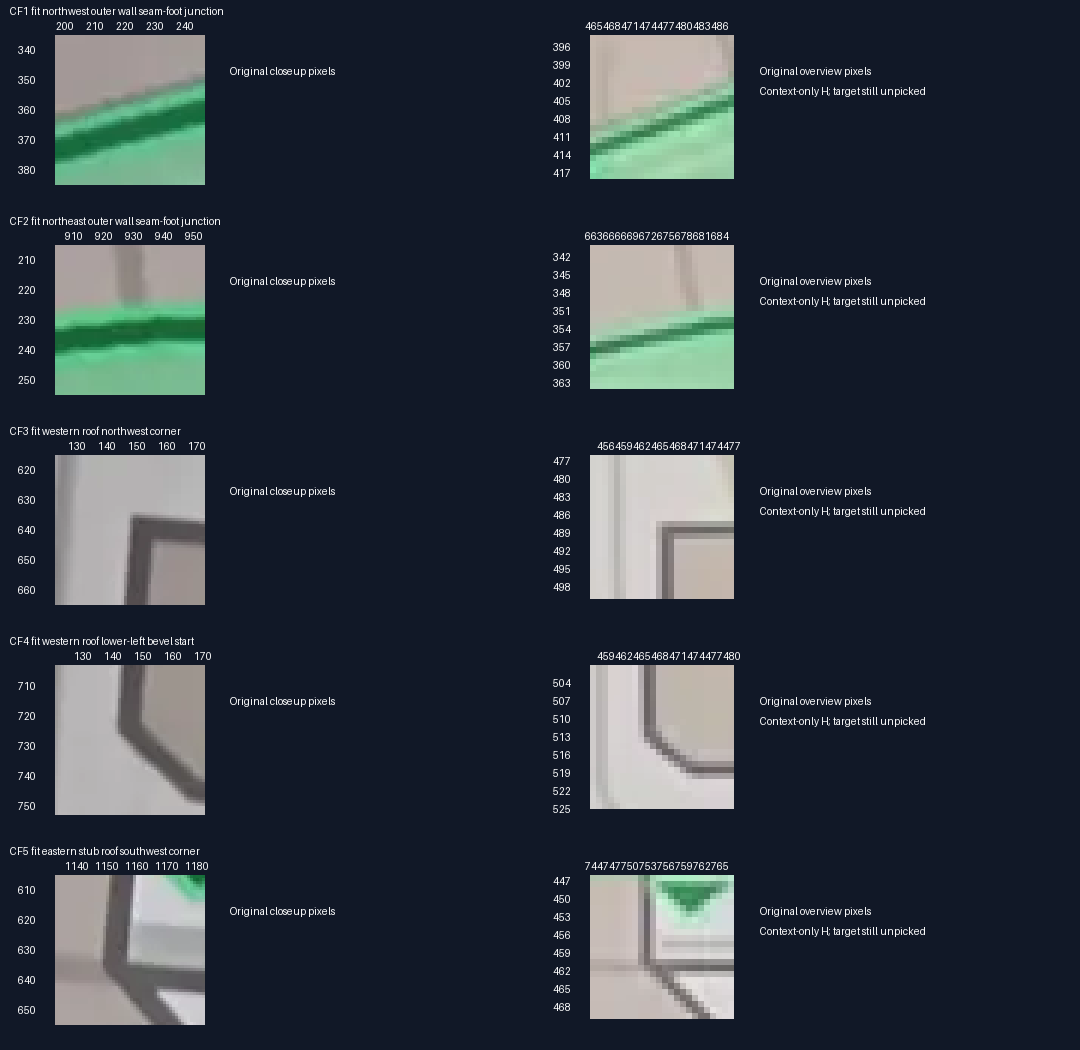 CF1 northwest outer wall seam-foot junction
200 210 220 230 240
465468471474477480483486
340
350
360
370
380
Original closeup pixels
396
399
402
405
408
411
414
417
Original overview pixels
Context-only H; target still unpicked
CF2 fit northeast outer wall seam-foot junction
910 920 930 940 950
663666669672675678681684
210
220
230
240
250
Original closeup pixels
342
345
348
351
354
357
360
363
Original overview pixels
Context-only H; target still unpicked
CF3 fit western roof northwest corner
130 140 150 160 170
456459462465468471474477
620
630
640
650
660
Original closeup pixels
477
480
483
486
489
492
495
498
Original overview pixels
Context-only H; target still unpicked
CF4 fit western roof lower-left bevel start
130 140 150 160 170
459462465468471474477480
710
720
730
740
750
Original closeup pixels
504
507
510
513
516
519
522
525
Original overview pixels
Context-only H; target still unpicked
CF5 fit eastern stub roof southwest corner
1140 1150 1160 1170 1180
744747750753756759762765
610
620
630
640
650
Original closeup pixels
447
450
453
456
459
462
465
468
Original overview pixels
Context-only H; target still unpicked